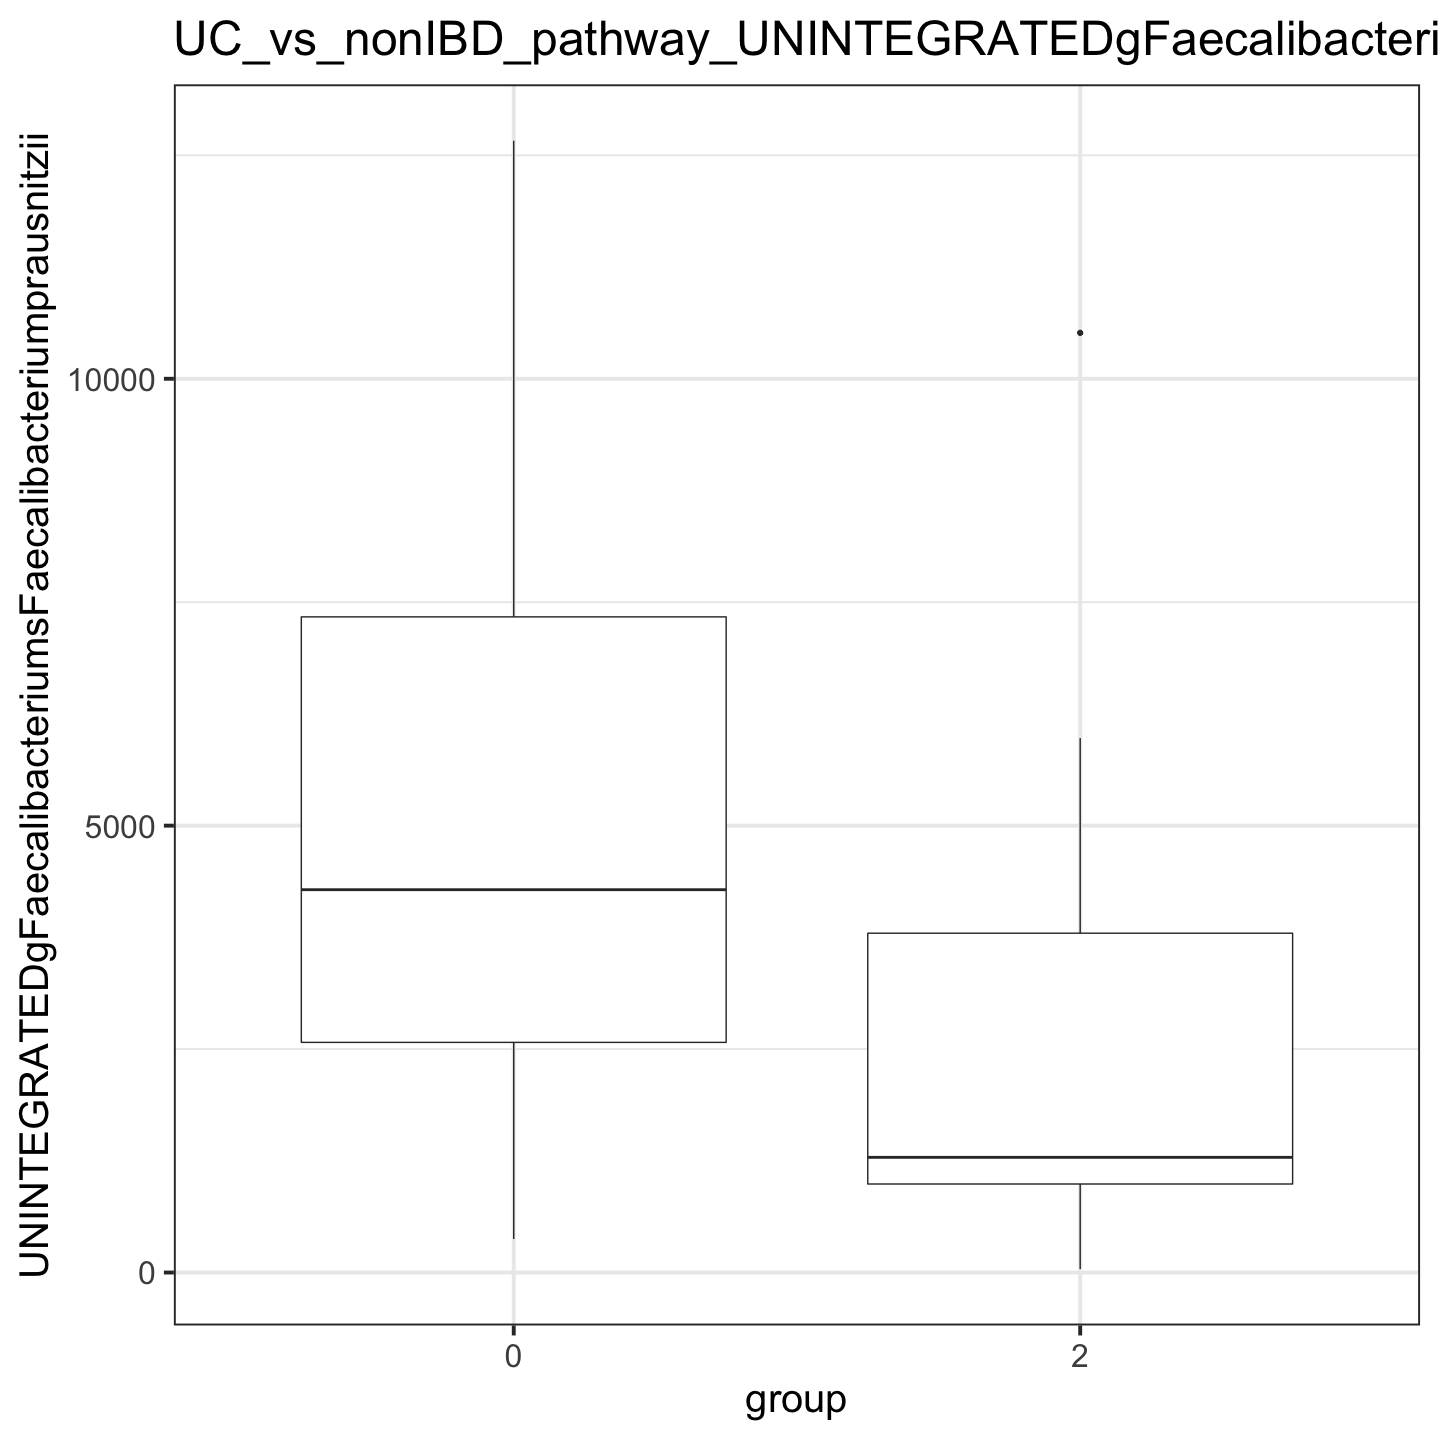 UC_vs_nonIBD_pathway_UNINTEGRATEDgFaecalibacteri
UNINTEGRATEDgFaecalibacteriumsFaecalibacteriumprausnitzii
10000
5000
0
0 2
group